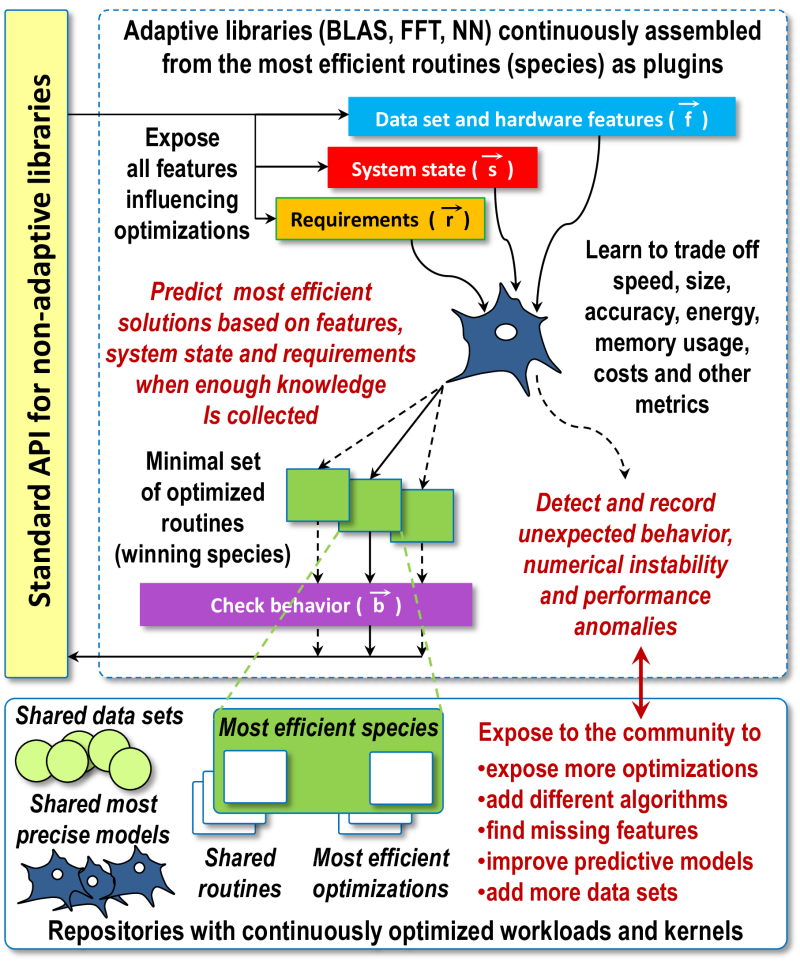 Standard API for non-adaptive libraries
Adaptive libraries (BLAS, FFT, NN) continuously assembled
from the most efficient routines (species) as plugins
Data set and hardware features ( f )
System state ( s )
Requirements ( r )
Expose
all features
influencing
optimizations
Learn to trade off
speed, size,
accuracy, energy,
memory usage,
costs and other
metrics
Predict most efficient
solutions based on features,
system state and requirements
when enough knowledge
Is collected
Minimal set
of optimized
routines
(winning species)
Detect and record
unexpected behavior,
numerical instability
and performance
anomalies
Check behavior ( b )
Shared data sets
Shared most
precise models
Most efficient species
Shared
routines
Most efficient
optimizations
Expose to the community to
•expose more optimizations
•add different algorithms
•find missing features
•improve predictive models
•add more data sets
Repositories with continuously optimized workloads and kernels